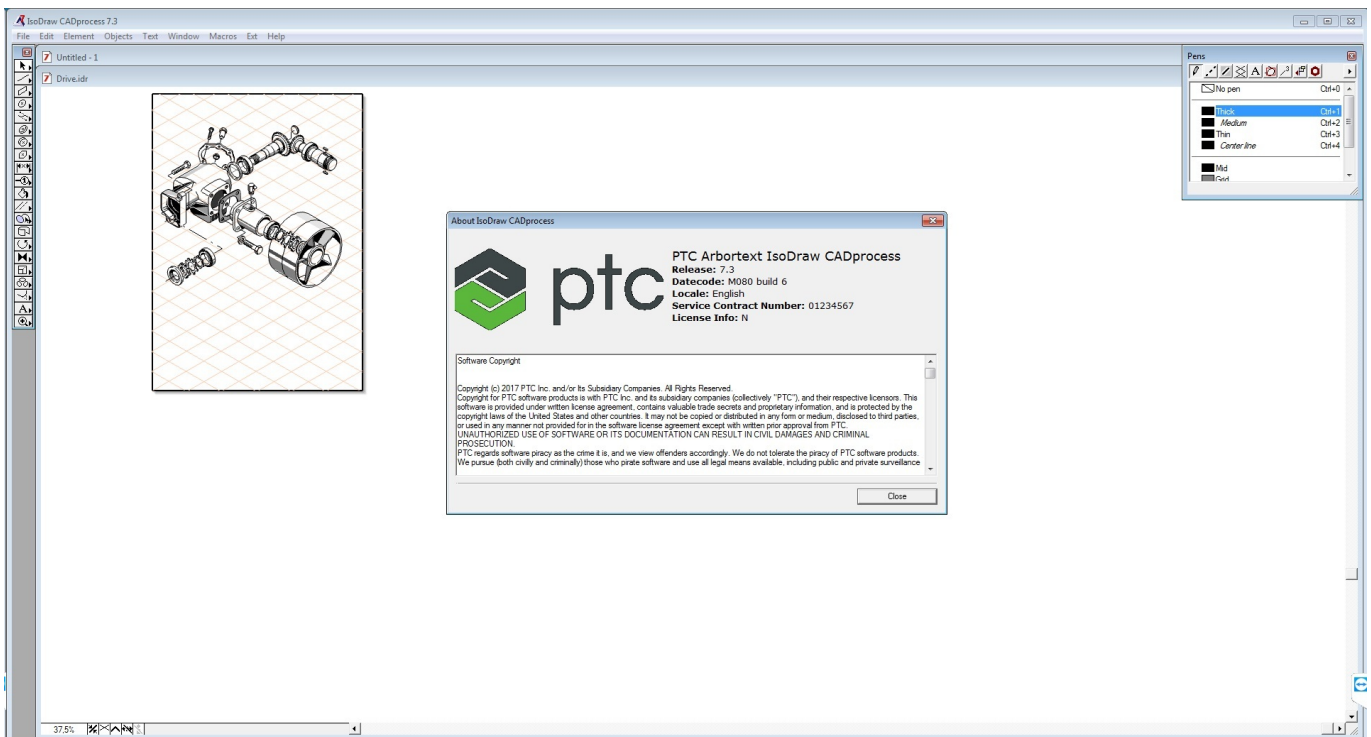 IsoDraw CADprocess 7.3
File Edit Element Objects Text Window Macros Ext Help
Untitled - 1
Drive.idr
Pens
No pen Ctrl+0
Thick Ctrl+1
Medium Ctrl+2
Thin Ctrl+3
Center line Ctrl+4
Mid
Grid
About IsoDraw CADprocess
ptc
PTC Arbortext IsoDraw CADprocess
Release: 7.3
Datecode: M080 build 6
Locale: English
Service Contract Number: 01234567
License Info: N
Software Copyright
Copyright (c) 2017 PTC Inc. and/or Its Subsidiary Companies. All Rights Reserved.
Copyright for PTC software products is with PTC Inc. and its subsidiary companies (collectively "PTC"), and their respective licensors. This
software is provided under written license agreement, contains valuable trade secrets and proprietary information, and is protected by the
copyright laws of the United States and other countries. It may not be copied or distributed in any form or medium, disclosed to third parties,
or used in any manner not provided for in the software license agreement except with written prior approval from PTC.
UNAUTHORIZED USE OF SOFTWARE OR ITS DOCUMENTATION CAN RESULT IN CIVIL DAMAGES AND CRIMINAL
PROSECUTION.
PTC regards software piracy as the crime it is, and we view offenders accordingly. We do not tolerate the piracy of PTC software products.
We pursue (both civilly and criminally) those who pirate software and use all legal means available, including public and private surveillance
Close
37,5%